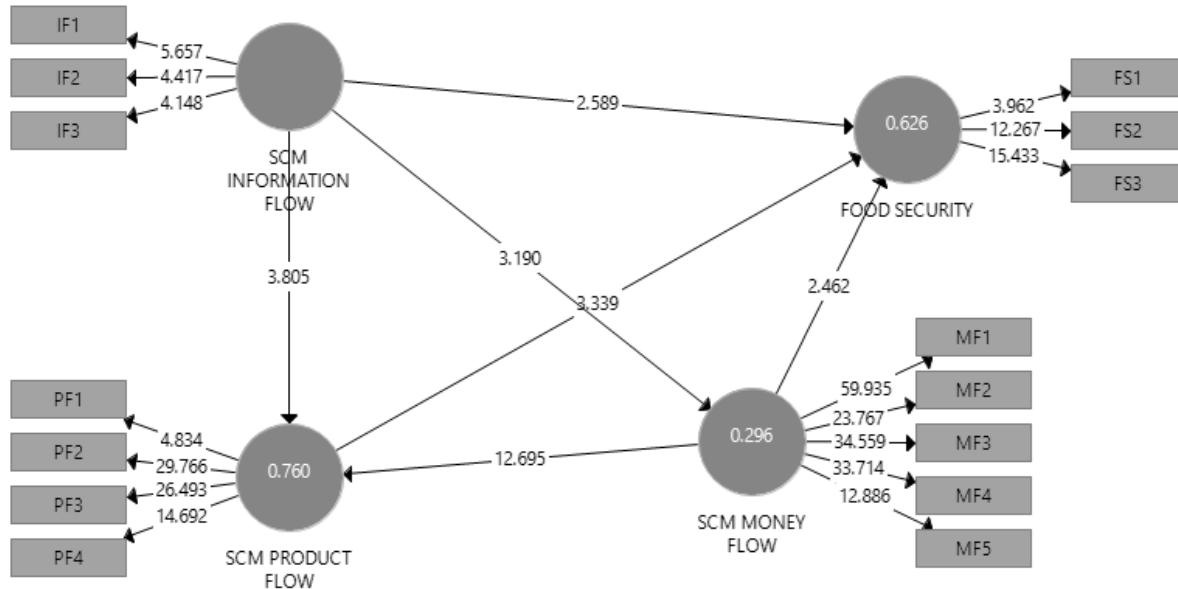 IF1
5.657
IF2
4.417
IF3
4.148
SCM
INFORMATION
FLOW
2.589
0.626
FOOD SECURITY
3.962
FS1
12.267
FS2
15.433
FS3
3.805
3.190
3.339
2.462
PF1
4.834
PF2
29.766
PF3
26.493
PF4
14.692
0.760
SCM PRODUCT
FLOW
12.695
0.296
SCM MONEY
FLOW
59.935
MF1
23.767
MF2
34.559
MF3
33.714
MF4
12.886
MF5